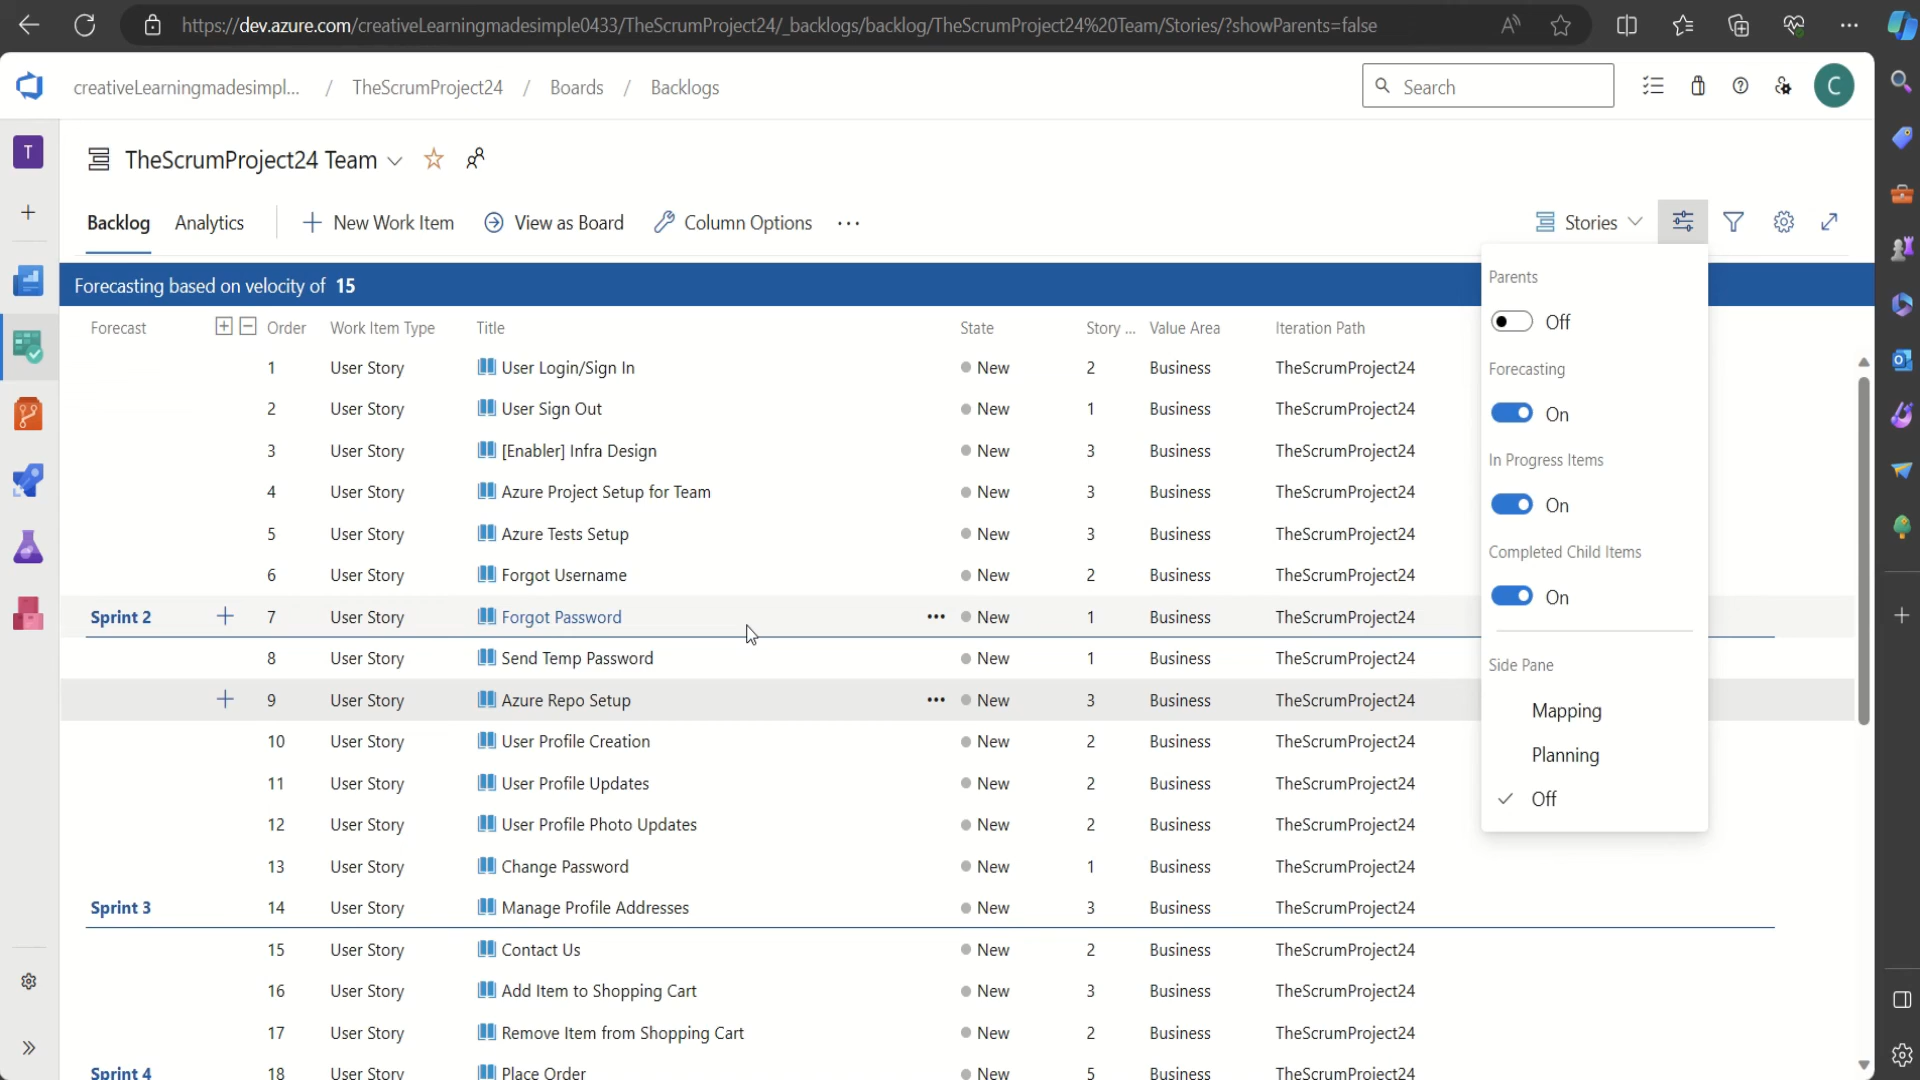 https://dev.azure.com/creativeLearningmadesimple0433/TheScrumProject24/_backlogs/backlog/TheScrumProject24%20Team/Stories/?showParents=false
creativeLearningmadesimpl... / TheScrumProject24 / Boards / Backlogs
Search
C
T
TheScrumProject24 Team
Backlog Analytics New Work Item View as Board Column Options ... Stories
Forecasting based on velocity of 15
Forecast Order Work Item Type Title State Story ... Value Area Iteration Path
1 User Story User Login/Sign In New 2 Business TheScrumProject24
2 User Story User Sign Out New 1 Business TheScrumProject24
3 User Story [Enabler] Infra Design New 3 Business TheScrumProject24
4 User Story Azure Project Setup for Team New 3 Business TheScrumProject24
5 User Story Azure Tests Setup New 3 Business TheScrumProject24
6 User Story Forgot Username New 2 Business TheScrumProject24
Sprint 2 7 User Story Forgot Password New 1 Business TheScrumProject24
8 User Story Send Temp Password New 1 Business TheScrumProject24
9 User Story Azure Repo Setup New 3 Business TheScrumProject24
10 User Story User Profile Creation New 2 Business TheScrumProject24
11 User Story User Profile Updates New 2 Business TheScrumProject24
12 User Story User Profile Photo Updates New 2 Business TheScrumProject24
13 User Story Change Password New 1 Business TheScrumProject24
Sprint 3 14 User Story Manage Profile Addresses New 3 Business TheScrumProject24
15 User Story Contact Us New 2 Business TheScrumProject24
16 User Story Add Item to Shopping Cart New 3 Business TheScrumProject24
17 User Story Remove Item from Shopping Cart New 2 Business TheScrumProject24
Sprint 4 18 User Story Place Order New 5 Business TheScrumProject24
Parents
Off
Forecasting
On
In Progress Items
On
Completed Child Items
On
Side Pane
Mapping
Planning
Off